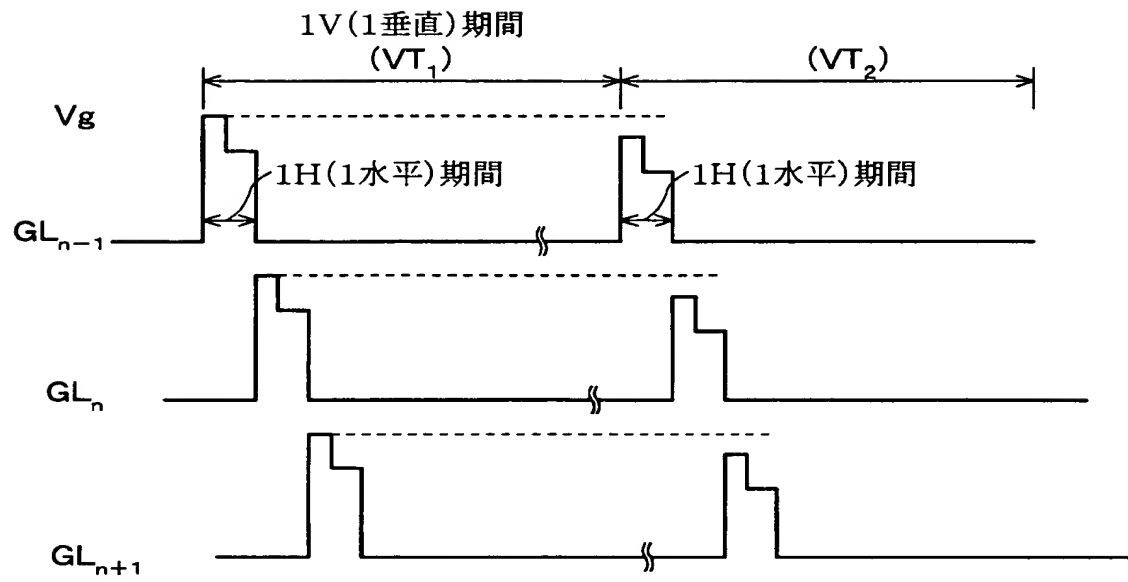 1V(1垂直)期間
(VT₁) (VT₂)
Vg
1H(1水平)期間 1H(1水平)期間
GLₙ₋₁
GLₙ
GLₙ₊₁